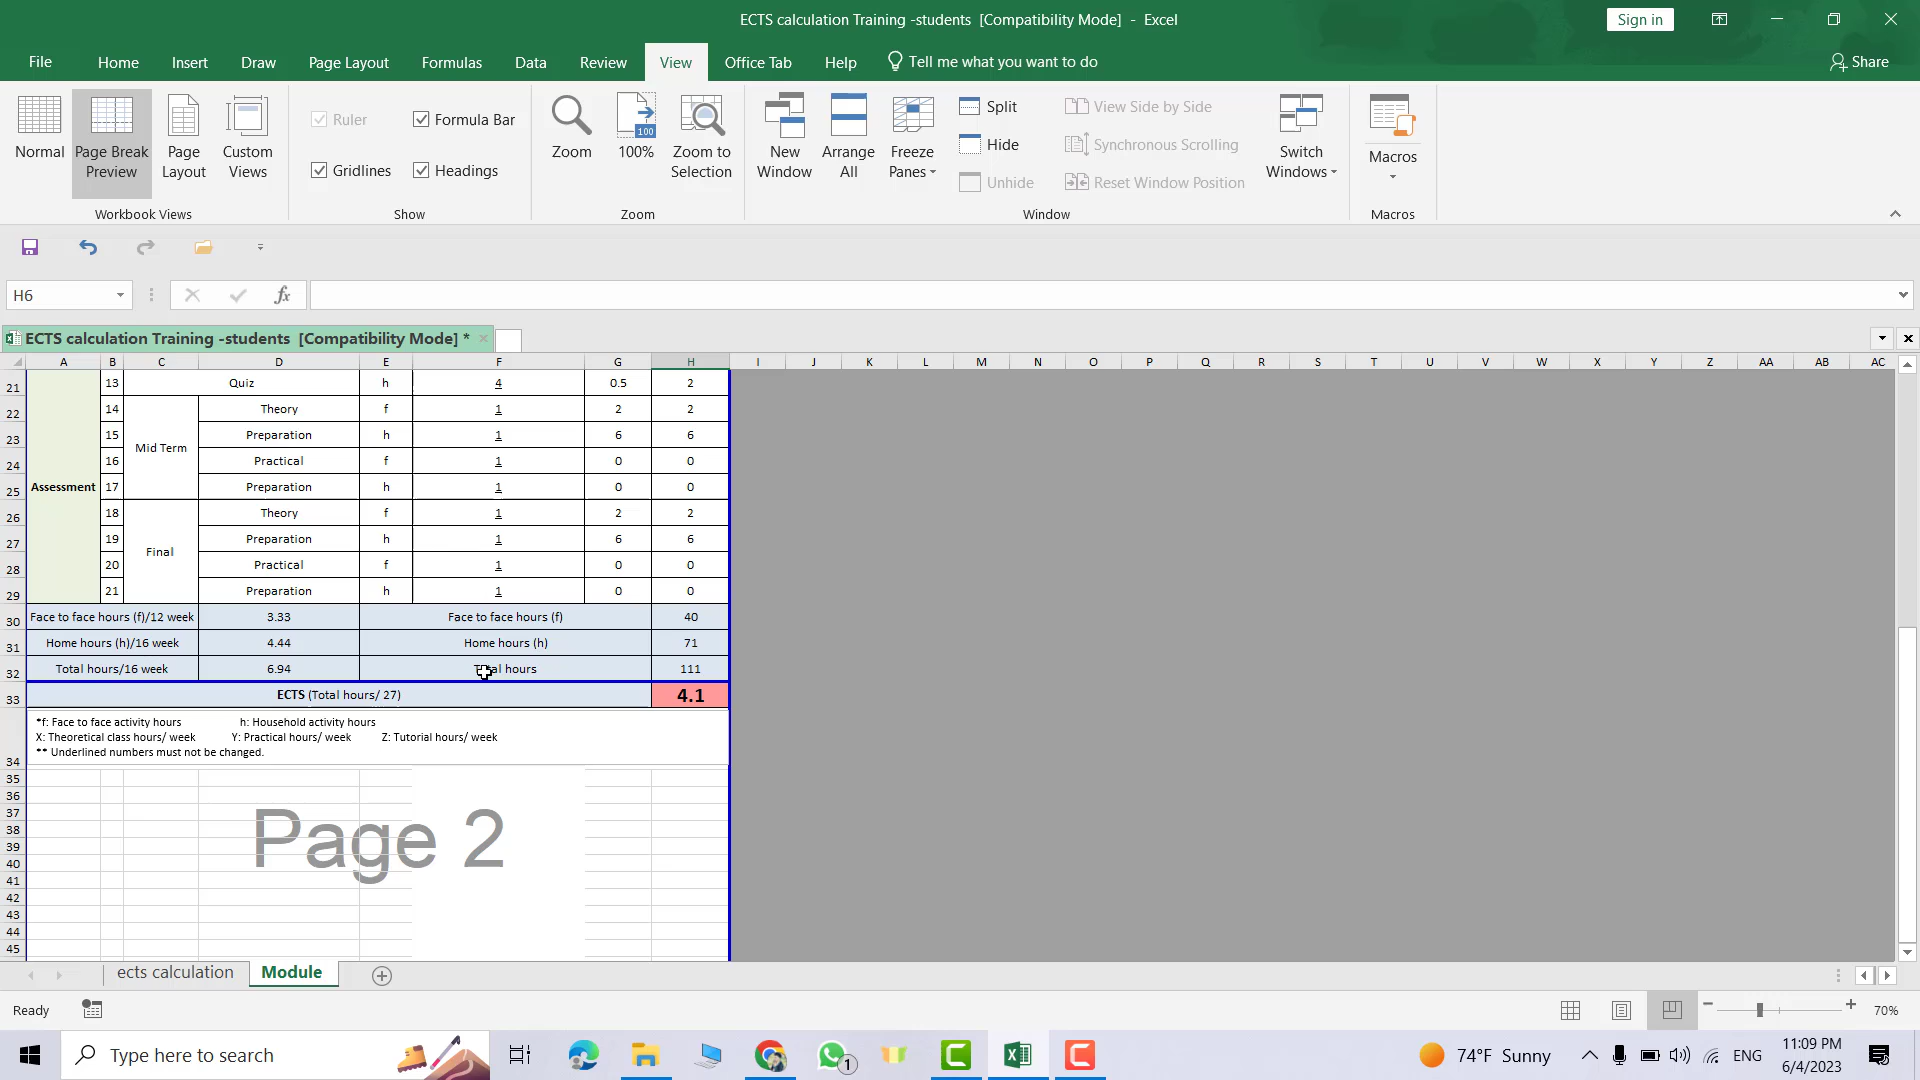 ECTS calculation Training -students  [Compatibility Mode]  -  Excel
Sign in
File Home Insert Draw Page Layout Formulas Data Review View Office Tab Help Tell me what you want to do Share
Normal Page Break Preview Page Layout Custom Views
Ruler Formula Bar
Gridlines Headings
Zoom 100% Zoom to Selection
New Window Arrange All Freeze Panes
Split
Hide
Unhide
View Side by Side
Synchronous Scrolling
Reset Window Position
Switch Windows
Macros
Workbook Views Show Zoom Window Macros
H6 fx
ECTS calculation Training -students  [Compatibility Mode] *
A B C D E F G H I J K L M N O P Q R S T U V W X Y Z AA AB AC
21 13 Quiz h 4 0.5 2
22 14 Theory f 1 2 2
23 15 Preparation h 1 6 6
Mid Term
24 16 Practical f 1 0 0
25 Assessment 17 Preparation h 1 0 0
26 18 Theory f 1 2 2
27 19 Preparation h 1 6 6
Final
28 20 Practical f 1 0 0
29 21 Preparation h 1 0 0
30 Face to face hours (f)/12 week 3.33 Face to face hours (f) 40
31 Home hours (h)/16 week 4.44 Home hours (h) 71
32 Total hours/16 week 6.94 Total hours 111
33 ECTS (Total hours/ 27) 4.1
*f: Face to face activity hours h: Household activity hours
X: Theoretical class hours/ week Y: Practical hours/ week Z: Tutorial hours/ week
** Underlined numbers must not be changed.
34
35
36
37
38
39
40
41
42
43
44
45
Page 2
ects calculation Module
Ready 70%
Type here to search
1
74°F Sunny ENG 11:09 PM
6/4/2023